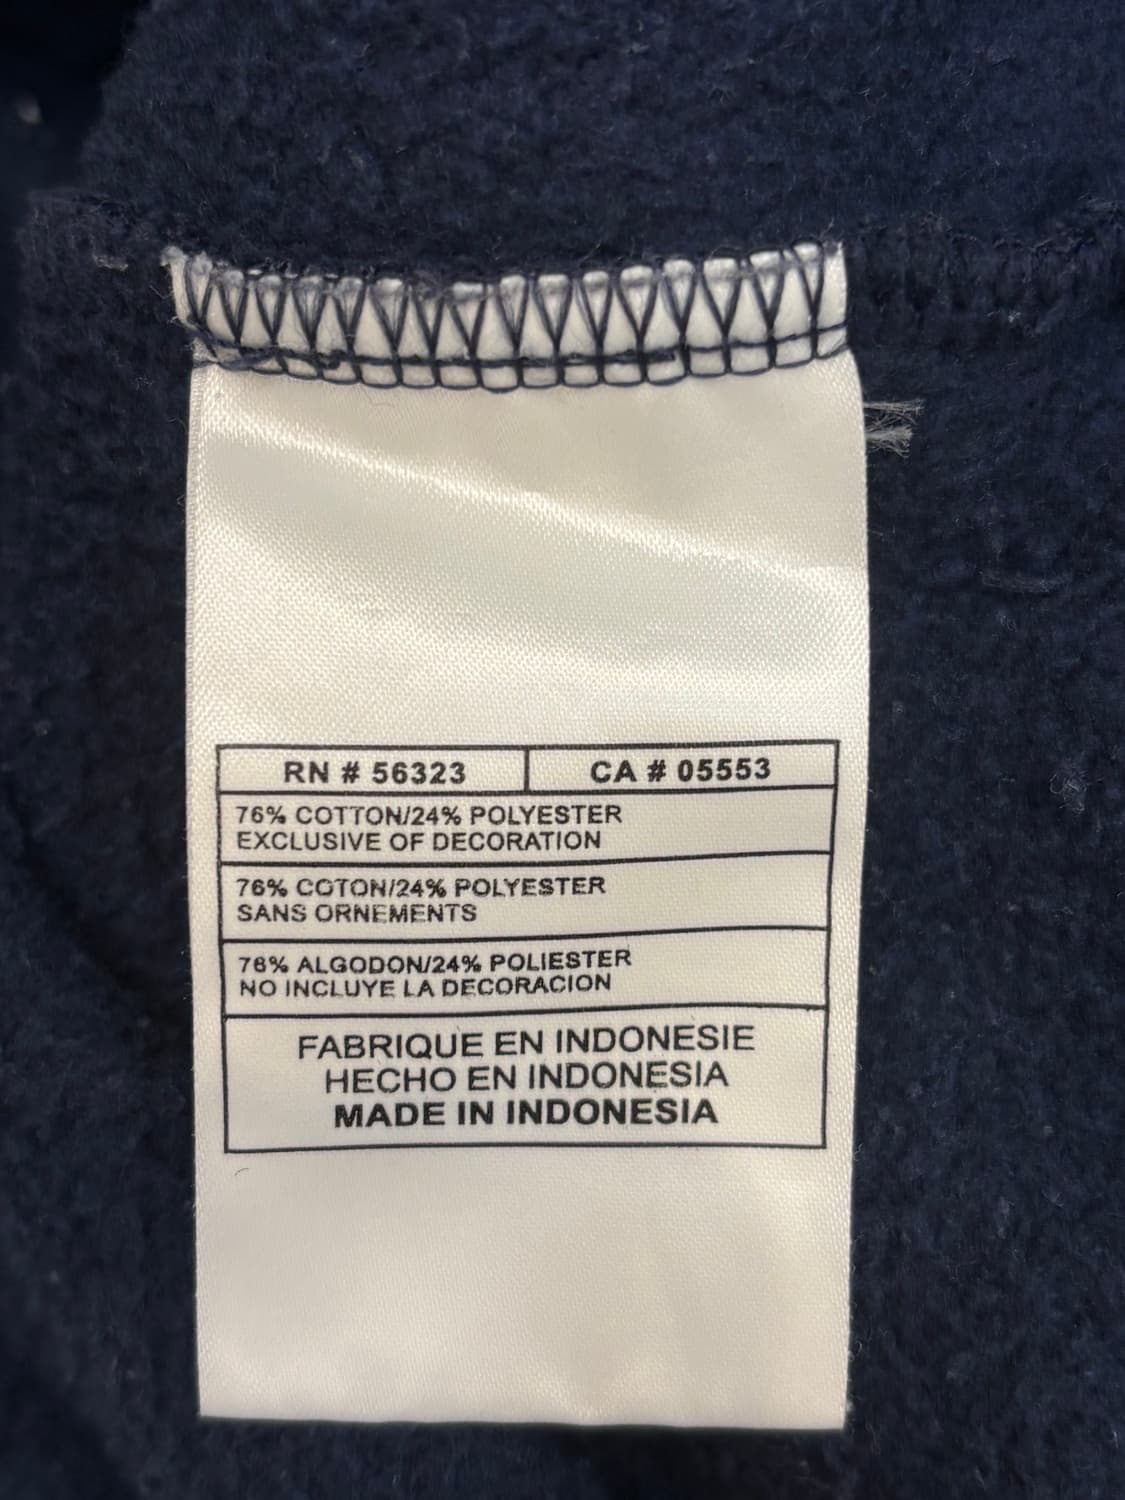 RN # 56323 CA # 05553
76% COTTON/24% POLYESTER
EXCLUSIVE OF DECORATION
76% COTON/24% POLYESTER
SANS ORNEMENTS
76% ALGODON/24% POLIESTER
NO INCLUYE LA DECORACION
FABRIQUE EN INDONESIE
HECHO EN INDONESIA
MADE IN INDONESIA